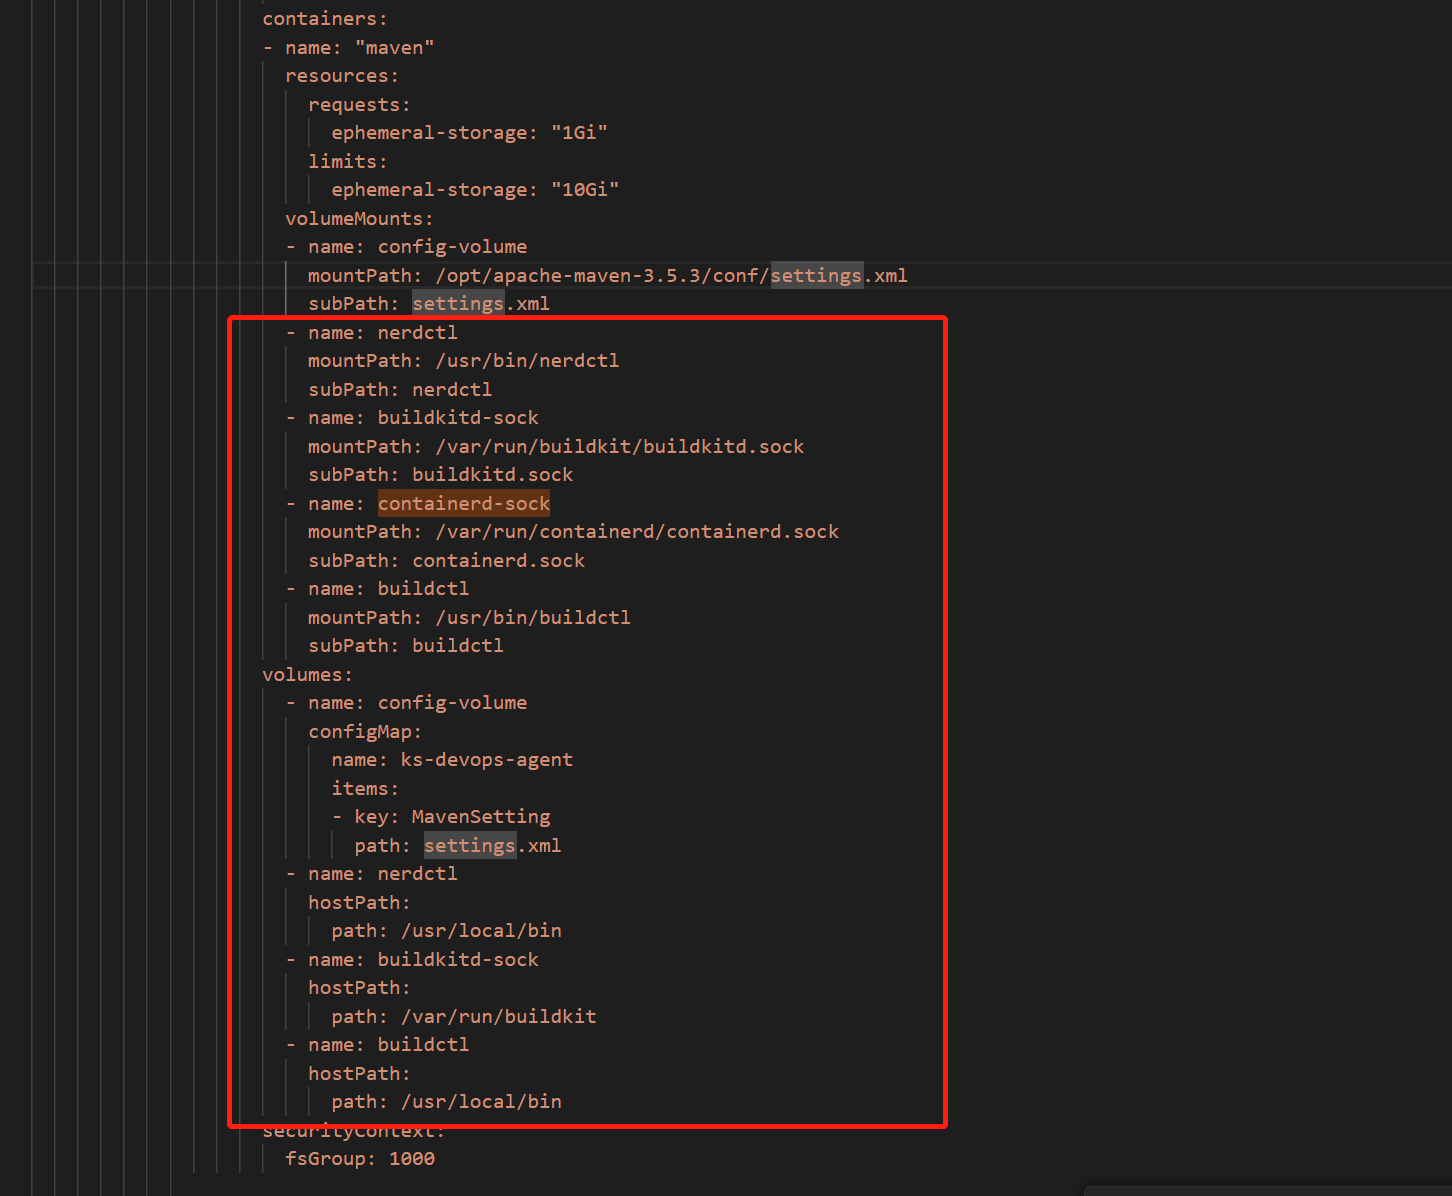 containers:
- name: "maven"
resources:
requests:
ephemeral-storage: "1Gi"
limits:
ephemeral-storage: "10Gi"
volumeMounts:
- name: config-volume
mountPath: /opt/apache-maven-3.5.3/conf/settings.xml
subPath: settings.xml
- name: nerdctl
mountPath: /usr/bin/nerdctl
subPath: nerdctl
- name: buildkitd-sock
mountPath: /var/run/buildkit/buildkitd.sock
subPath: buildkitd.sock
- name: containerd-sock
mountPath: /var/run/containerd/containerd.sock
subPath: containerd.sock
- name: buildctl
mountPath: /usr/bin/buildctl
subPath: buildctl
volumes:
- name: config-volume
configMap:
name: ks-devops-agent
items:
- key: MavenSetting
path: settings.xml
- name: nerdctl
hostPath:
path: /usr/local/bin
- name: buildkitd-sock
hostPath:
path: /var/run/buildkit
- name: buildctl
hostPath:
path: /usr/local/bin
securityContext:
fsGroup: 1000